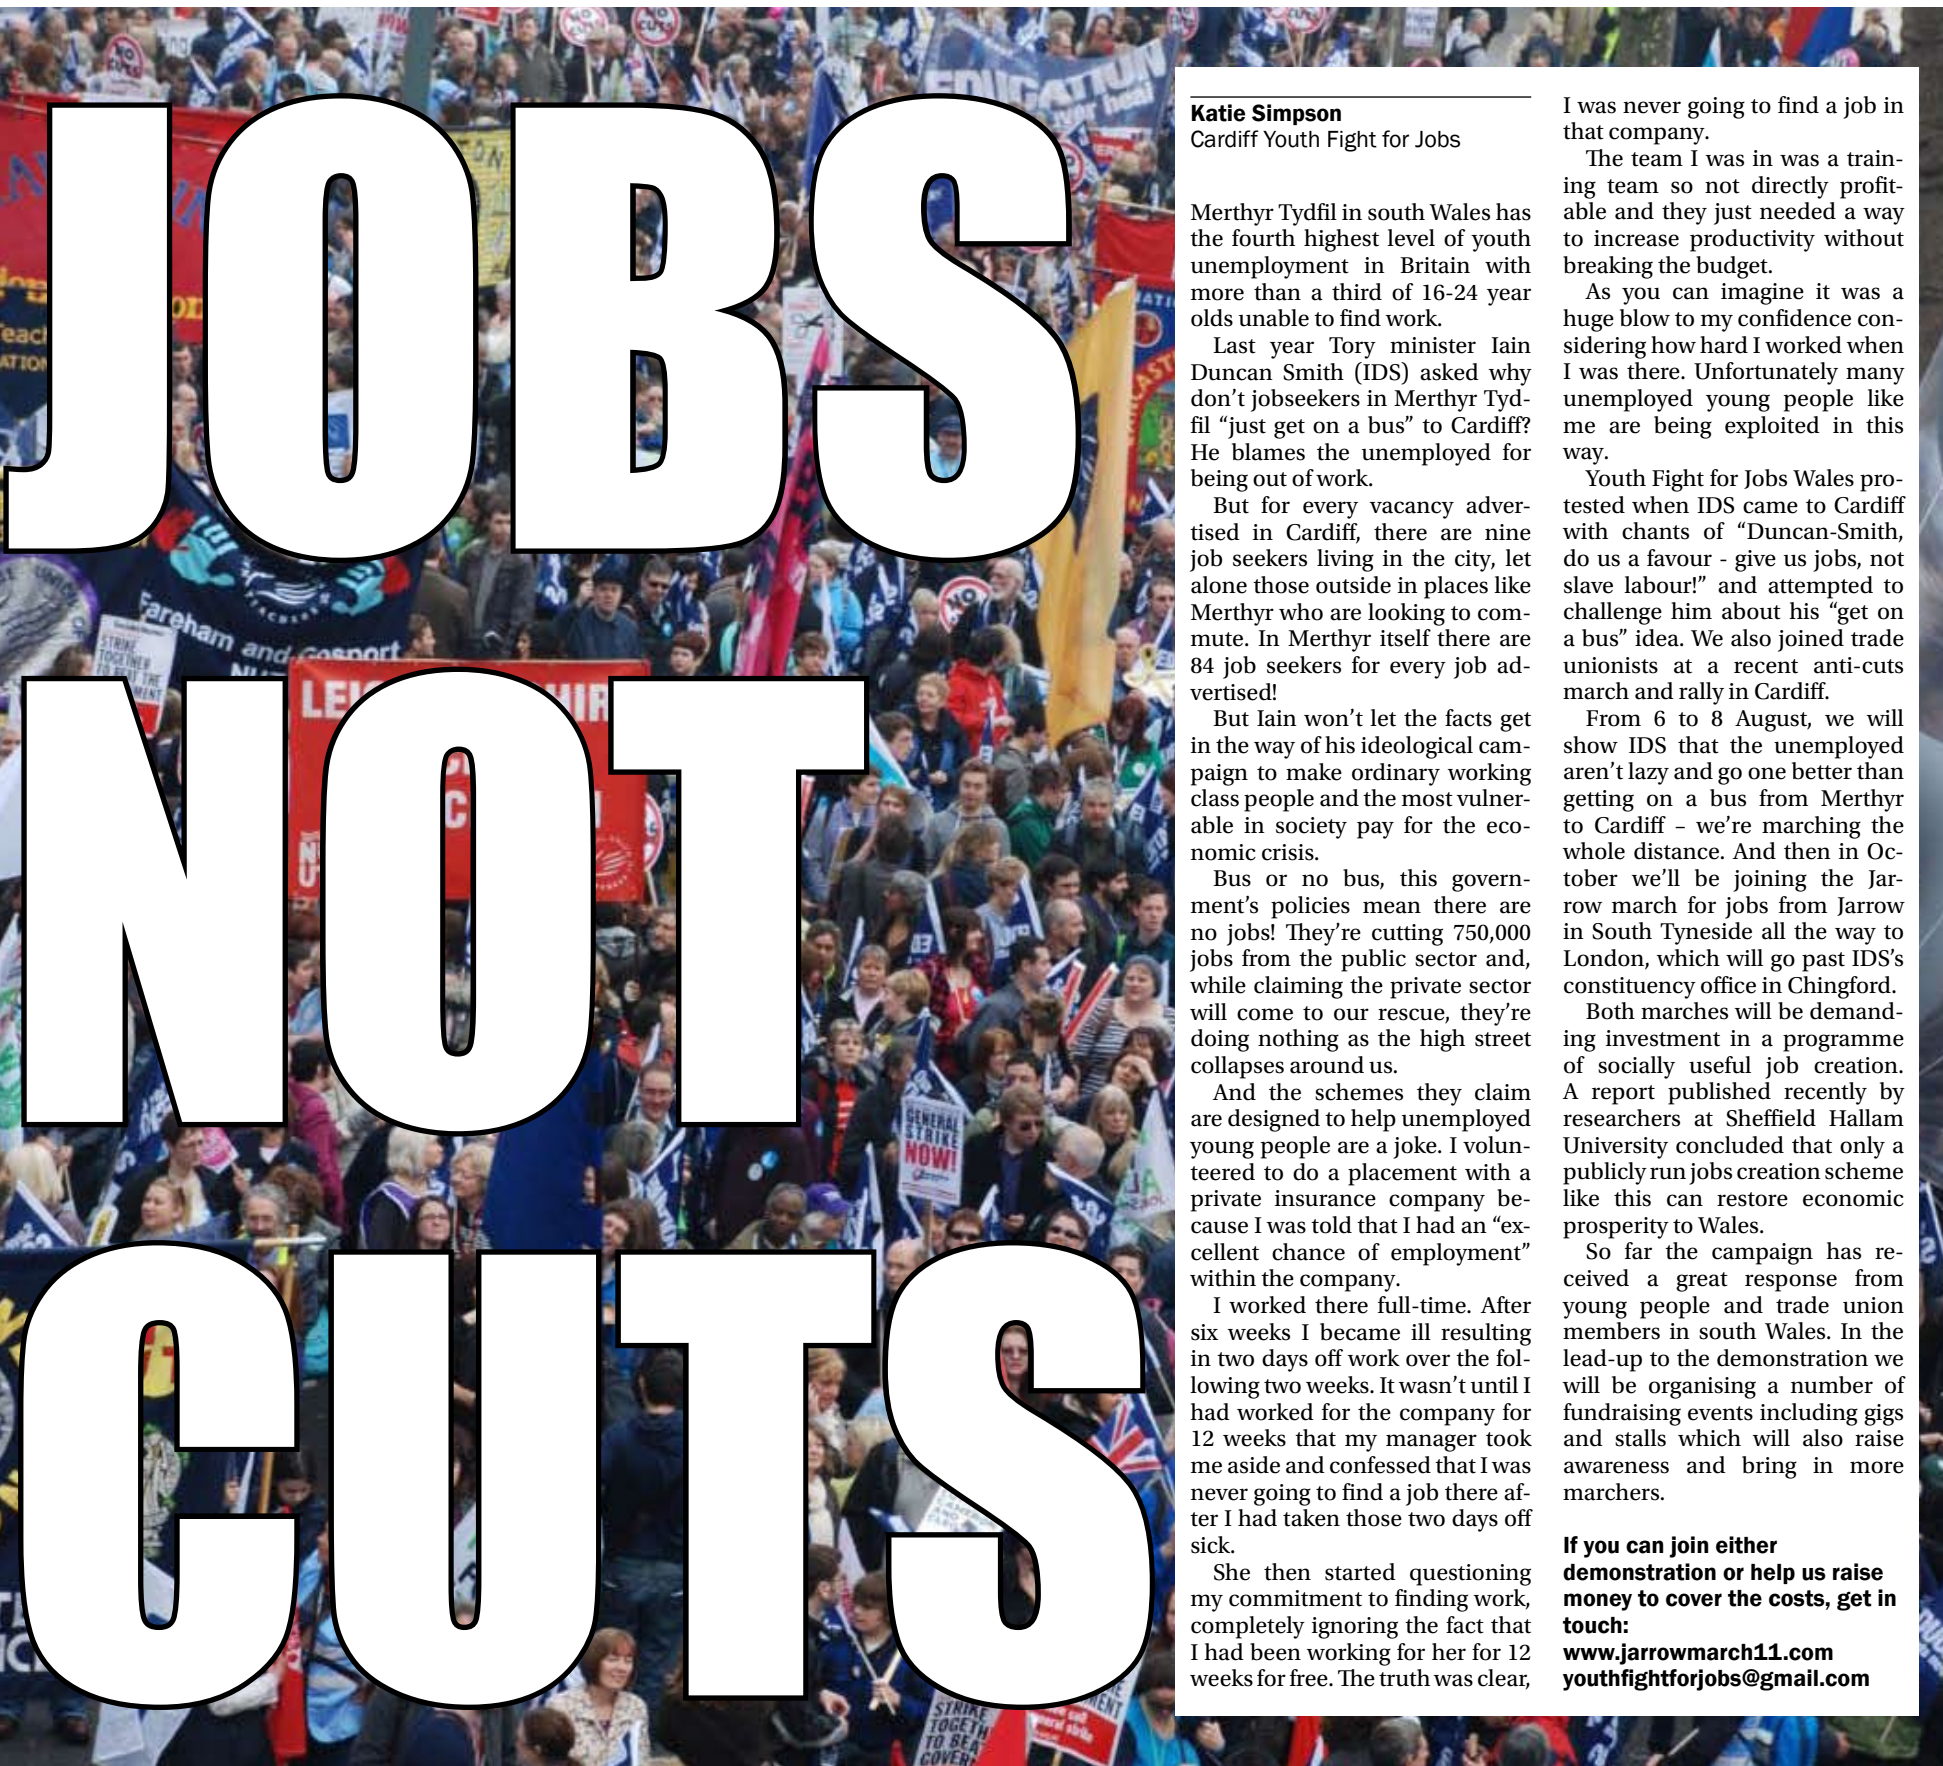 JOBS
NOT
CUTS
NO
CUTS
NO
CUTS
EDUCATION
Fareham and Gosport
STRIKE
TOGETHER
GENERAL
STRIKE
NOW!
STRIKE
Katie Simpson
Cardiff Youth Fight for Jobs
Merthyr Tydfil in south Wales has
the fourth highest level of youth
unemployment in Britain with
more than a third of 16-24 year
olds unable to find work.
Last year Tory minister Iain
Duncan Smith (IDS) asked why
don't jobseekers in Merthyr Tyd-
fil “just get on a bus” to Cardiff?
He blames the unemployed for
being out of work.
But for every vacancy adver-
tised in Cardiff, there are nine
job seekers living in the city, let
alone those outside in places like
Merthyr who are looking to com-
mute. In Merthyr itself there are
84 job seekers for every job ad-
vertised!
But Iain won't let the facts get
in the way of his ideological cam-
paign to make ordinary working
class people and the most vulner-
able in society pay for the eco-
nomic crisis.
Bus or no bus, this govern-
ment's policies mean there are
no jobs! They're cutting 750,000
jobs from the public sector and,
while claiming the private sector
will come to our rescue, they're
doing nothing as the high street
collapses around us.
And the schemes they claim
are designed to help unemployed
young people are a joke. I volun-
teered to do a placement with a
private insurance company be-
cause I was told that I had an “ex-
cellent chance of employment”
within the company.
I worked there full-time. After
six weeks I became ill resulting
in two days off work over the fol-
lowing two weeks. It wasn't until I
had worked for the company for
12 weeks that my manager took
me aside and confessed that I was
never going to find a job there af-
ter I had taken those two days off
sick.
She then started questioning
my commitment to finding work,
completely ignoring the fact that
I had been working for her for 12
weeks for free. The truth was clear,
I was never going to find a job in
that company.
The team I was in was a train-
ing team so not directly profit-
able and they just needed a way
to increase productivity without
breaking the budget.
As you can imagine it was a
huge blow to my confidence con-
sidering how hard I worked when
I was there. Unfortunately many
unemployed young people like
me are being exploited in this
way.
Youth Fight for Jobs Wales pro-
tested when IDS came to Cardiff
with chants of “Duncan-Smith,
do us a favour - give us jobs, not
slave labour!” and attempted to
challenge him about his “get on
a bus” idea. We also joined trade
unionists at a recent anti-cuts
march and rally in Cardiff.
From 6 to 8 August, we will
show IDS that the unemployed
aren't lazy and go one better than
getting on a bus from Merthyr
to Cardiff – we're marching the
whole distance. And then in Oc-
tober we'll be joining the Jar-
row march for jobs from Jarrow
in South Tyneside all the way to
London, which will go past IDS's
constituency office in Chingford.
Both marches will be demand-
ing investment in a programme
of socially useful job creation.
A report published recently by
researchers at Sheffield Hallam
University concluded that only a
publicly run jobs creation scheme
like this can restore economic
prosperity to Wales.
So far the campaign has re-
ceived a great response from
young people and trade union
members in south Wales. In the
lead-up to the demonstration we
will be organising a number of
fundraising events including gigs
and stalls which will also raise
awareness and bring in more
marchers.
If you can join either
demonstration or help us raise
money to cover the costs, get in
touch:
www.jarrowmarch11.com
youthfightforjobs@gmail.com